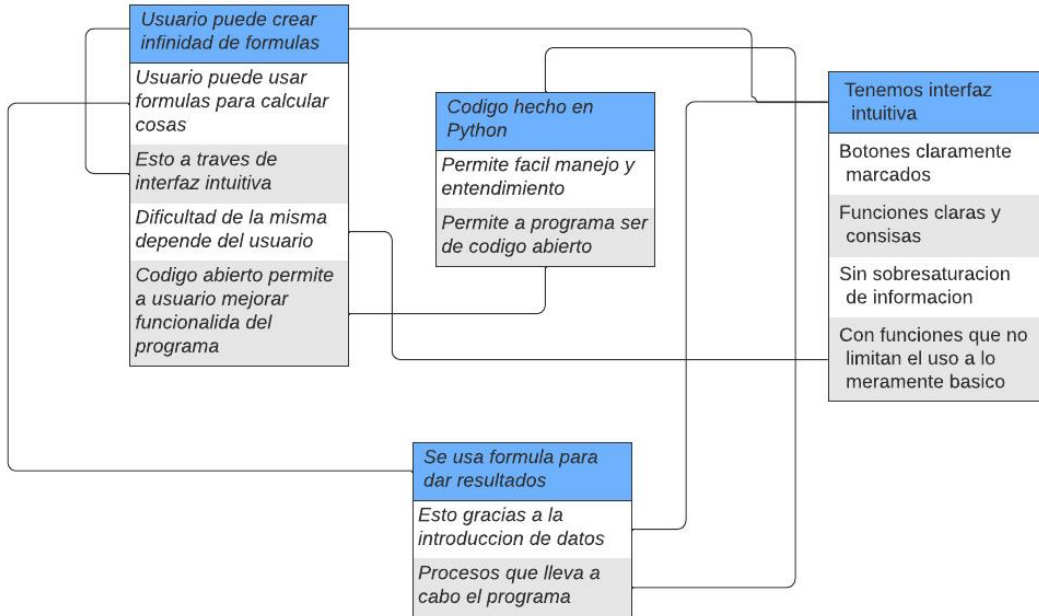 Usuario puede crear
infinidad de formulas
Usuario puede usar
formulas para calcular
cosas
Esto a traves de
interfaz intuitiva
Dificultad de la misma
depende del usuario
Codigo abierto permite
a usuario mejorar
funcionalida del
programa
Codigo hecho en
Python
Permite facil manejo y
entendimiento
Permite a programa ser
de codigo abierto
Tenemos interfaz
intuitiva
Botones claramente
marcados
Funciones claras y
consisas
Sin sobresaturacion
de informacion
Con funciones que no
limitan el uso a lo
meramente basico
Se usa formula para
dar resultados
Esto gracias a la
introduccion de datos
Procesos que lleva a
cabo el programa